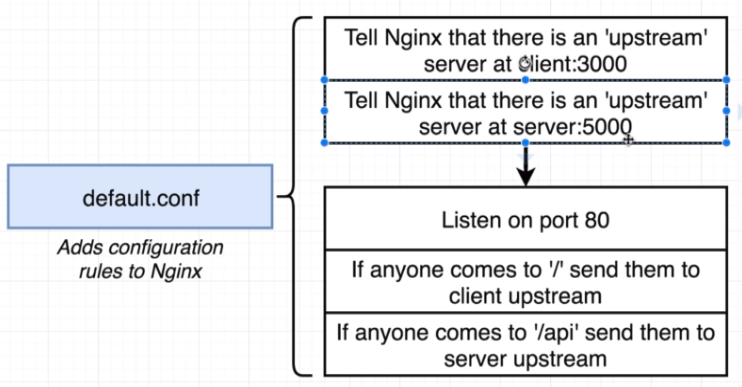 Tell Nginx that there is an 'upstream'
server at client:3000
Tell Nginx that there is an 'upstream'
server at server:5000
default.conf
Adds configuration
rules to Nginx
Listen on port 80
If anyone comes to '/' send them to
client upstream
If anyone comes to '/api' send them to
server upstream